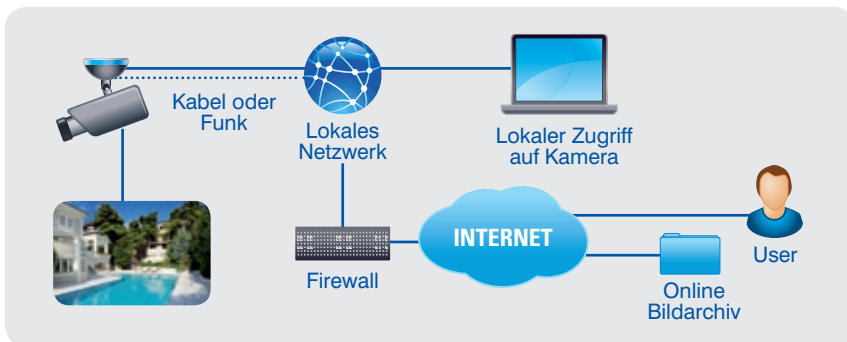 Kabel oder
Funk
Lokales
Netzwerk
Lokaler Zugriff
auf Kamera
INTERNET
User
Firewall
Online
Bildarchiv